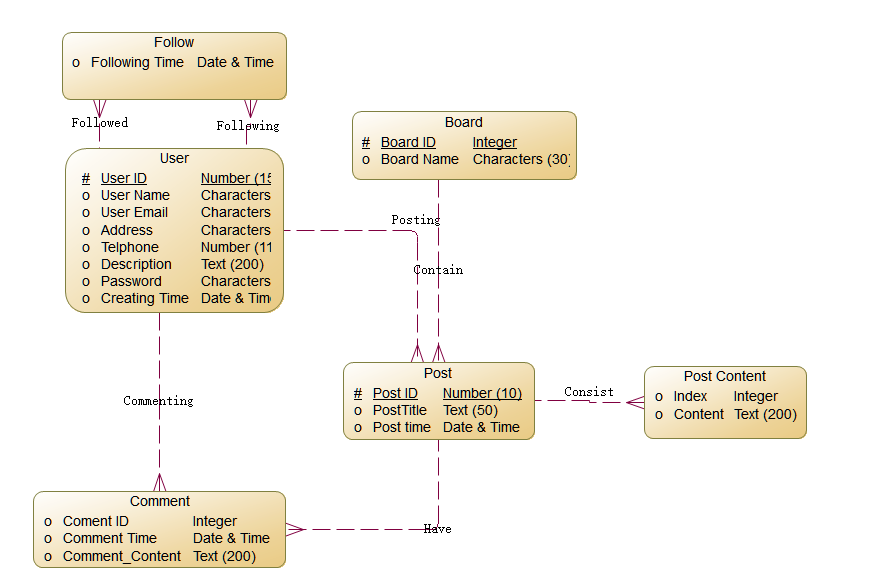 Follow
o Following Time Date & Time
Followed
Following
User
# User ID Number (15
o User Name Characters
o User Email Characters
o Address Characters
o Telphone Number (11
o Description Text (200)
o Password Characters
o Creating Time Date & Tim
Board
# Board ID Integer
o Board Name Characters (30)
Posting
Contain
Post
# Post ID Number (10)
o PostTitle Text (50)
o Post time Date & Time
Consist
Post Content
o Index Integer
o Content Text (200)
Commenting
Comment
o Coment ID Integer
o Comment Time Date & Time
o Comment_Content Text (200)
Have